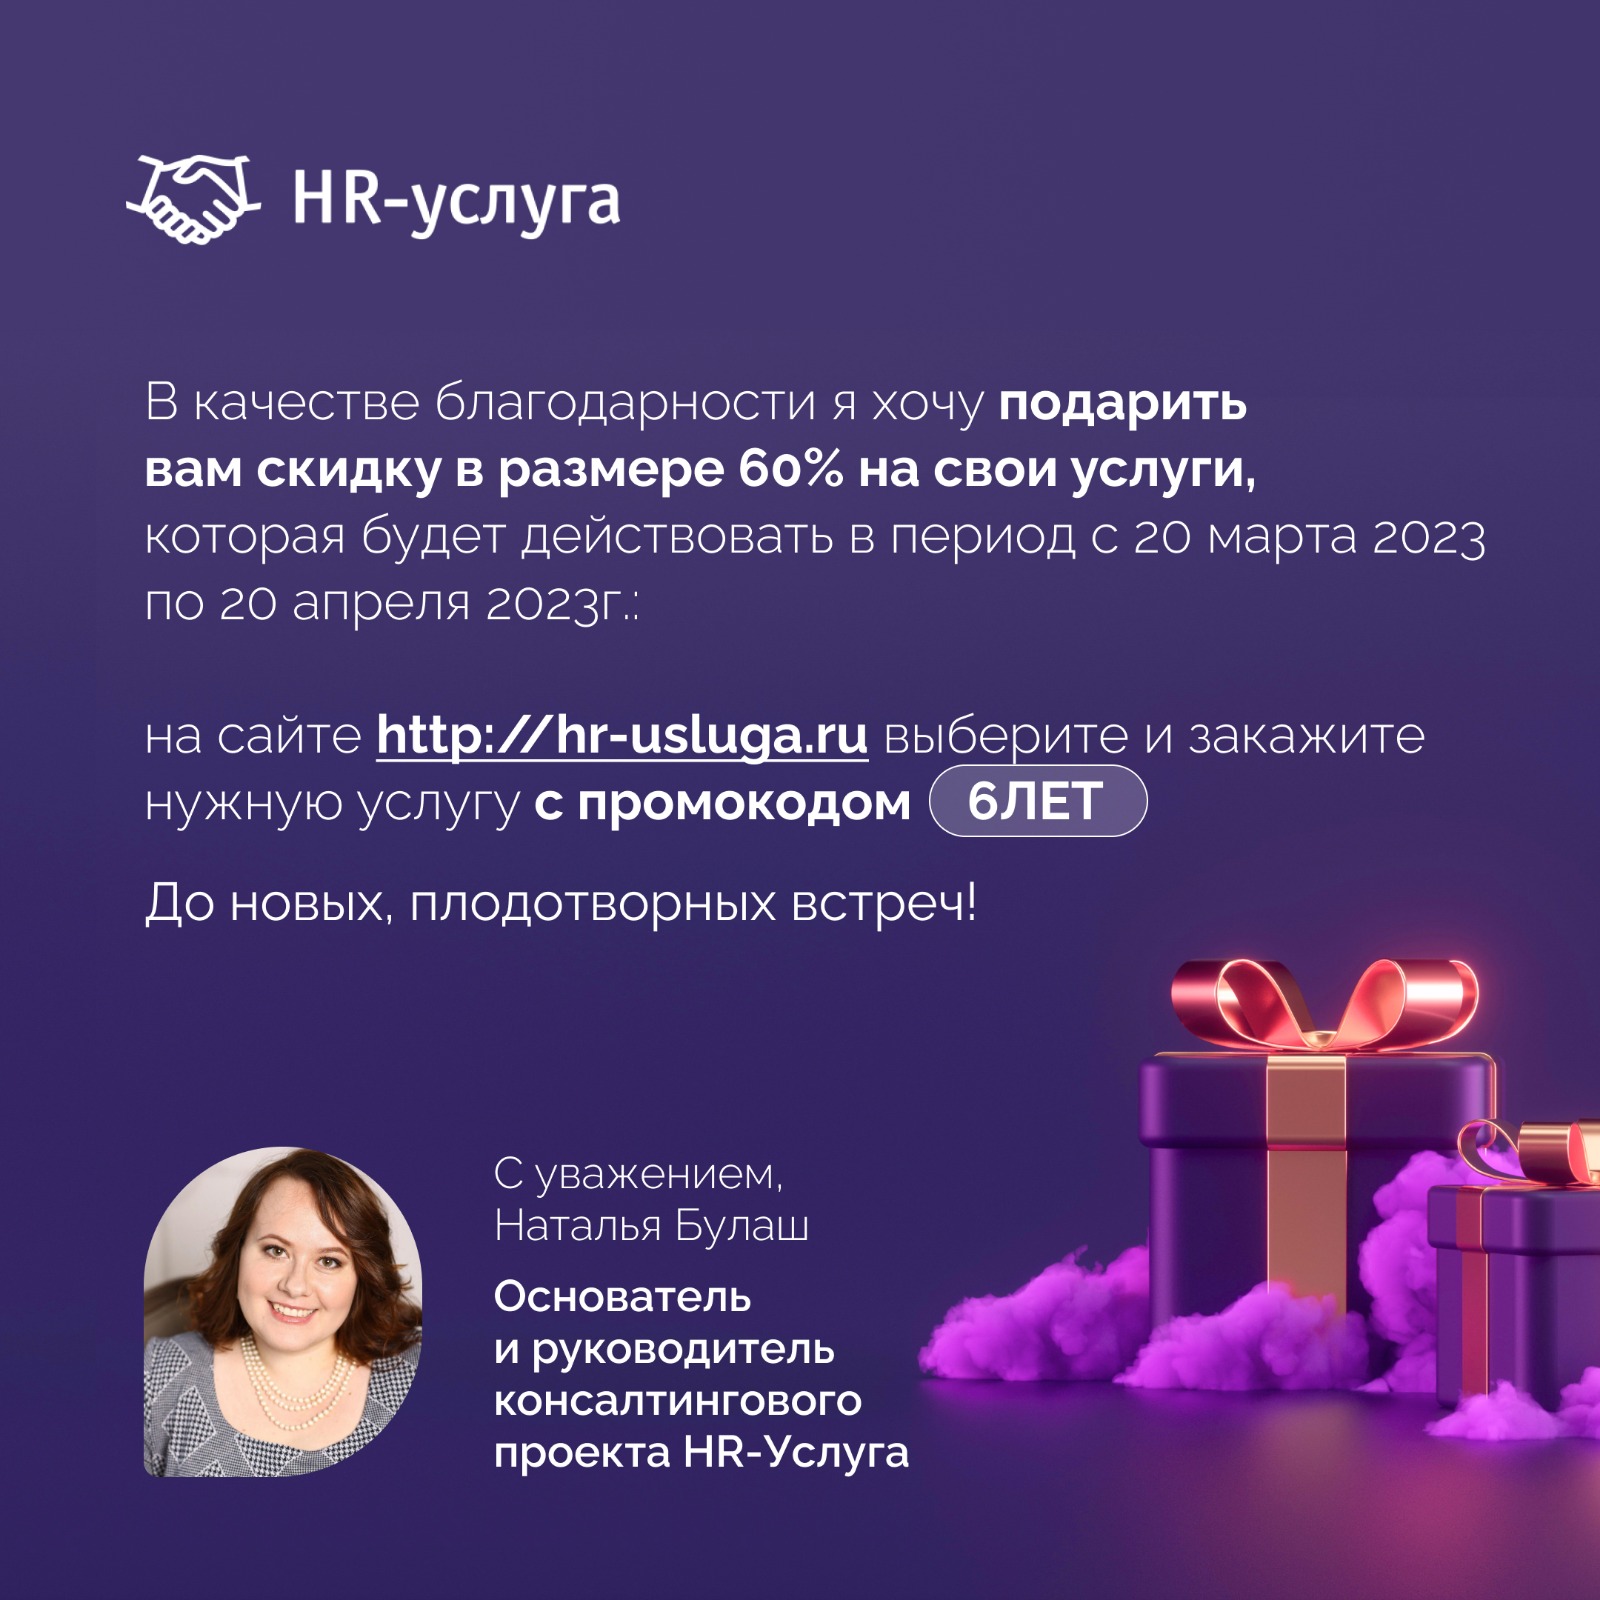 HR-услуга
В качестве благодарности я хочу подарить
вам скидку в размере 60% на свои услуги,
которая будет действовать в период с 20 марта 2023
по 20 апреля 2023г.:
на сайте http://hr-usluga.ru выберите и закажите
нужную услугу с промокодом 6ЛЕТ
До новых, плодотворных встреч!
С уважением,
Наталья Булаш
Основатель
и руководитель
консалтингового
проекта HR-Услуга